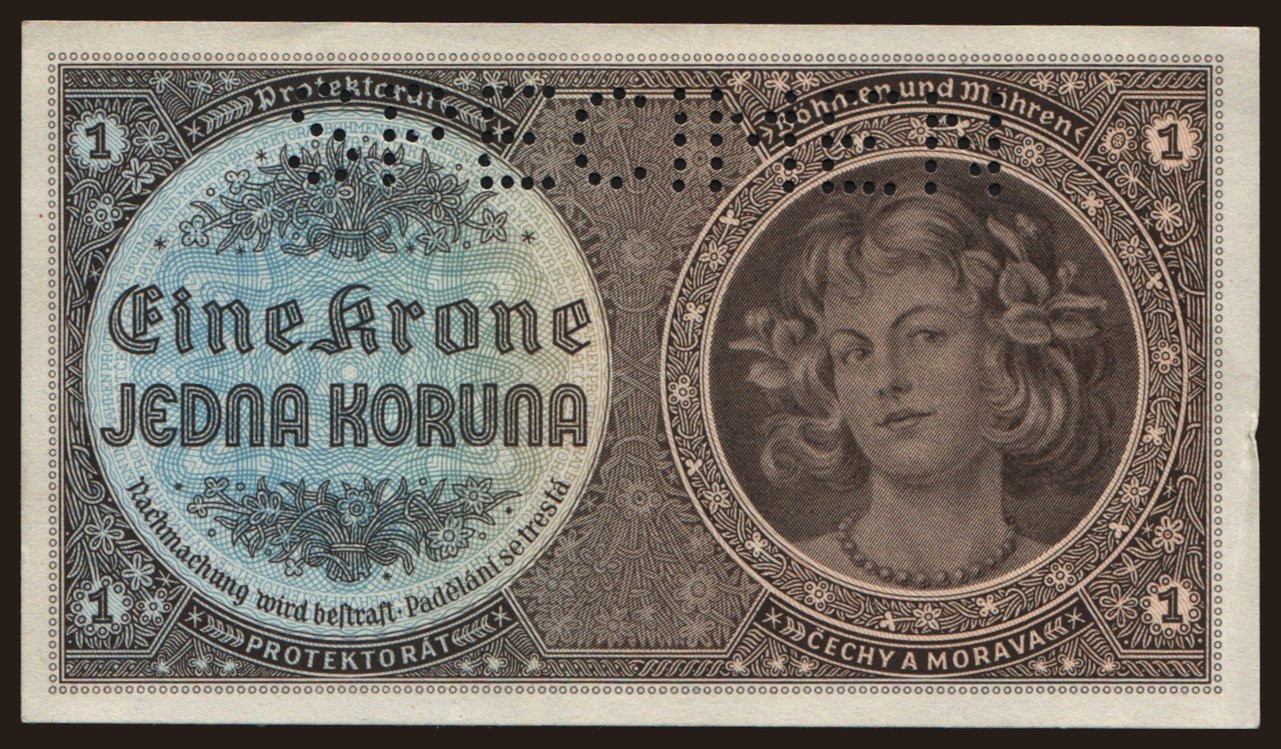 Protektorat Böhmen und Mähren
SPECIMEN
1 1
Eine Krone
JEDNA KORUNA
Nachmachung wird bestraft · Padělání se trestá
1 1
PROTEKTORÁT ČECHY A MORAVA